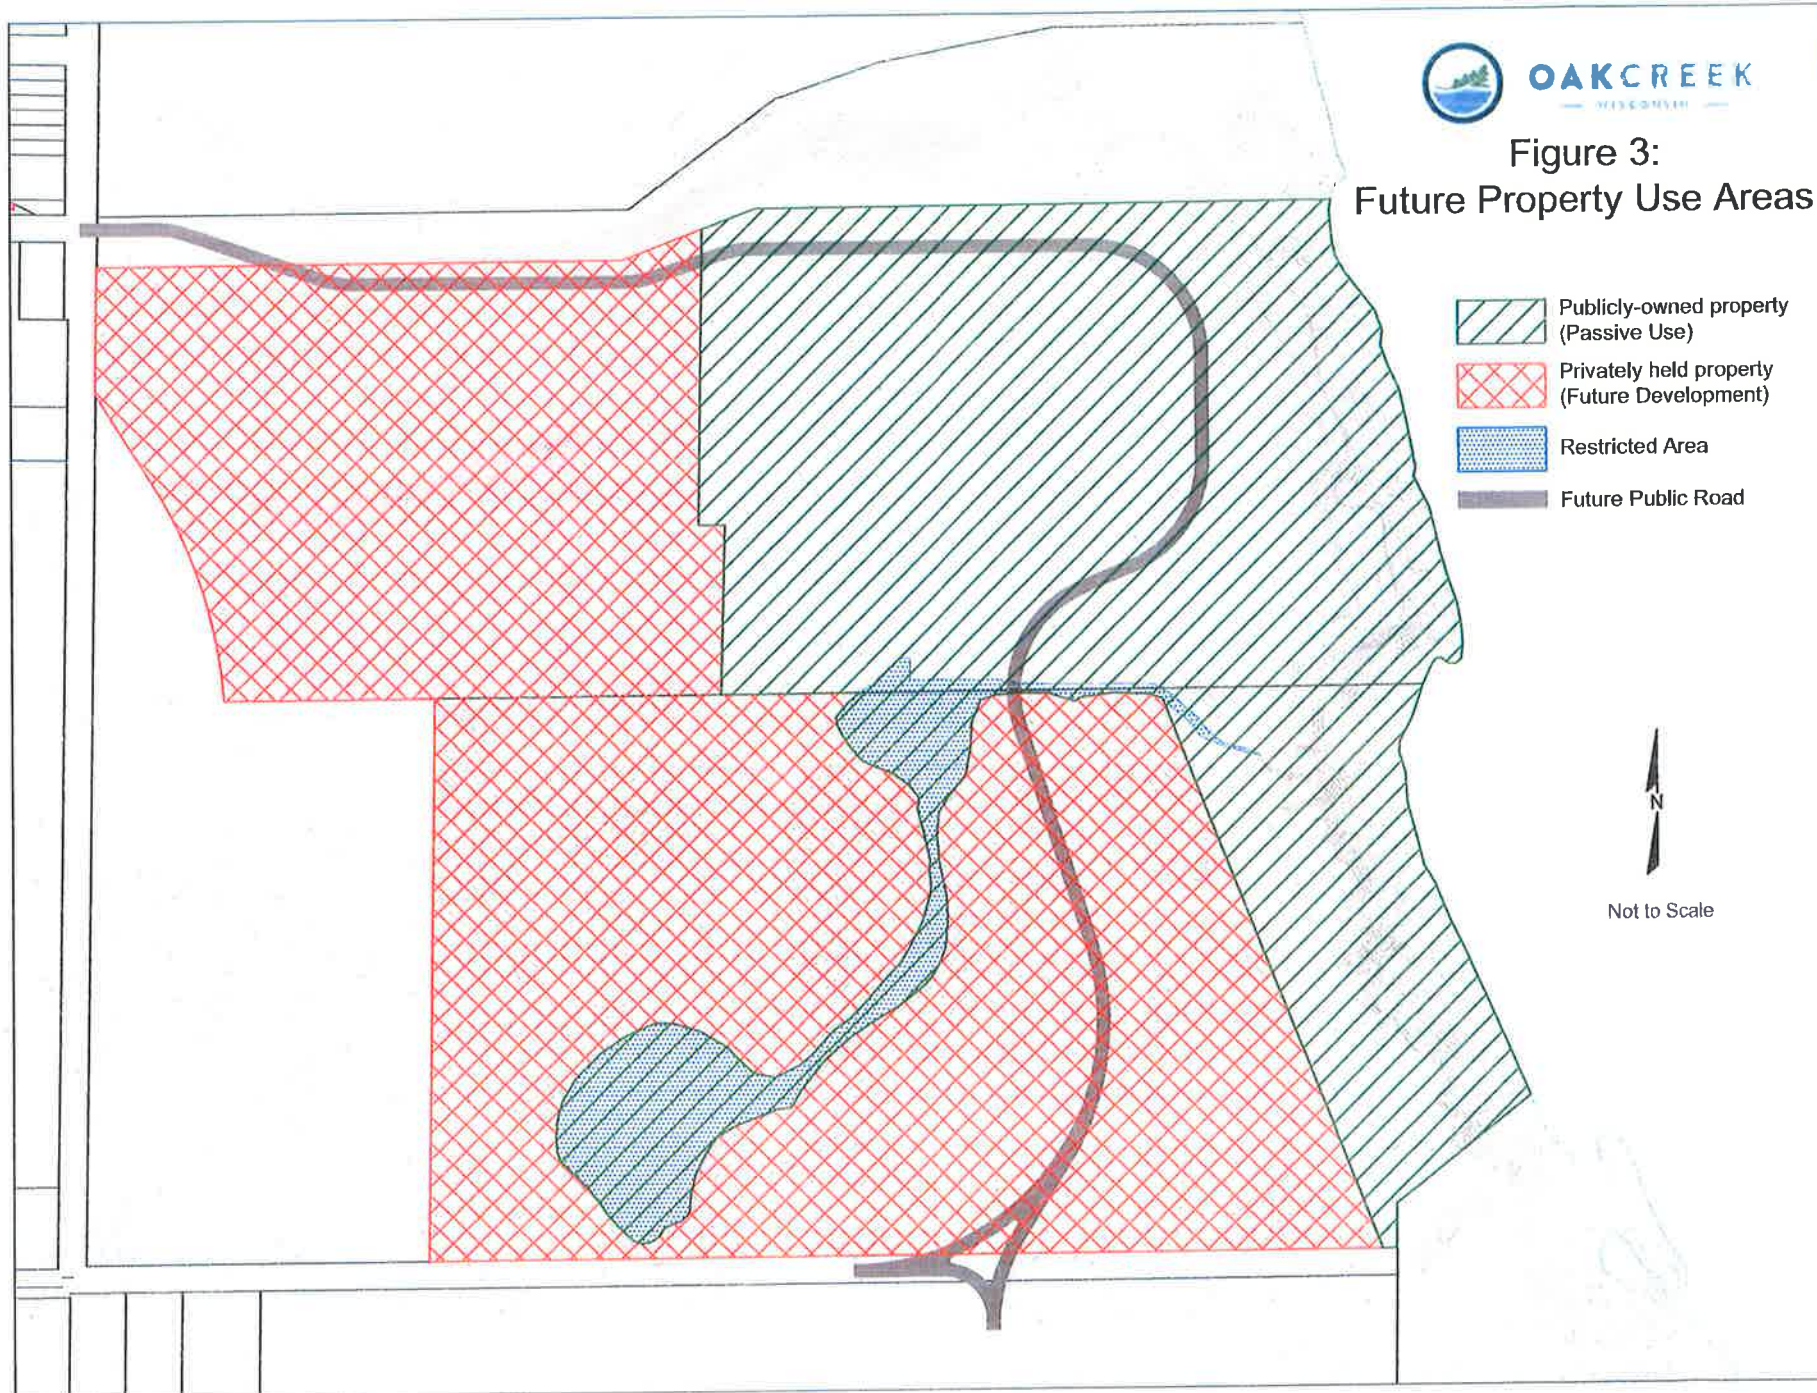 OAKCREEK
WISCONSIN
Figure 3:
Future Property Use Areas
Publicly-owned property
(Passive Use)
Privately held property
(Future Development)
Restricted Area
Future Public Road
N
Not to Scale